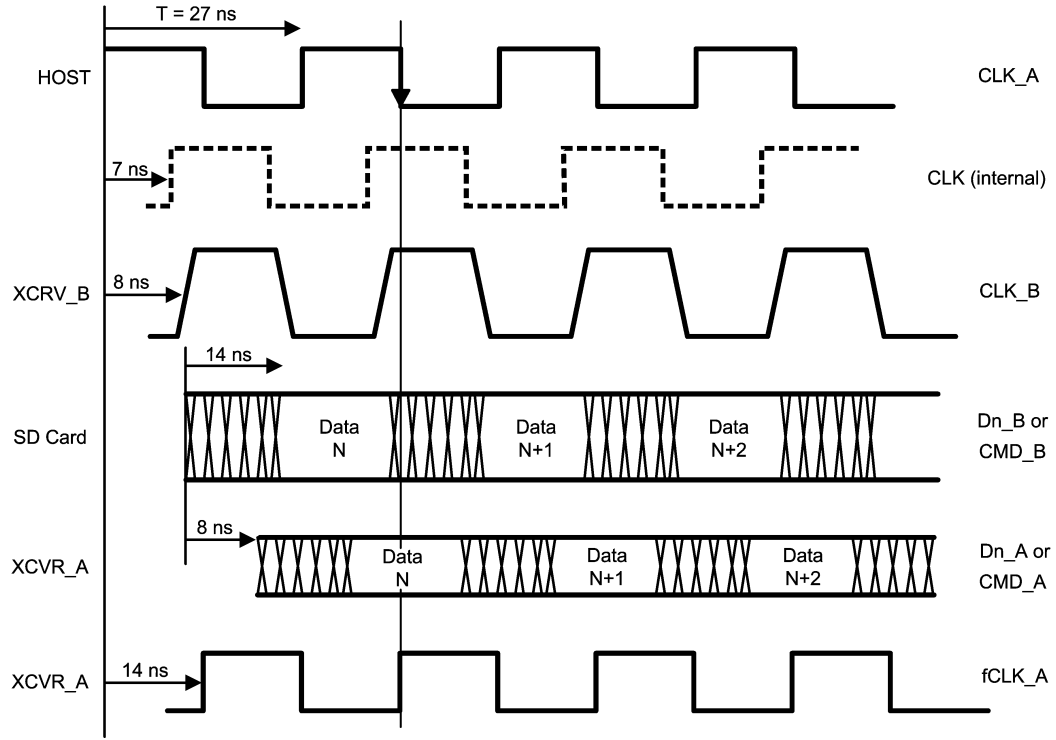 T = 27 ns
HOST
CLK_A
7 ns
CLK (internal)
8 ns
XCRV_B
CLK_B
14 ns
SD Card
Data
N
Data
N+1
Data
N+2
Dn_B or
CMD_B
8 ns
XCVR_A
Data
N
Data
N+1
Data
N+2
Dn_A or
CMD_A
14 ns
XCVR_A
fCLK_A